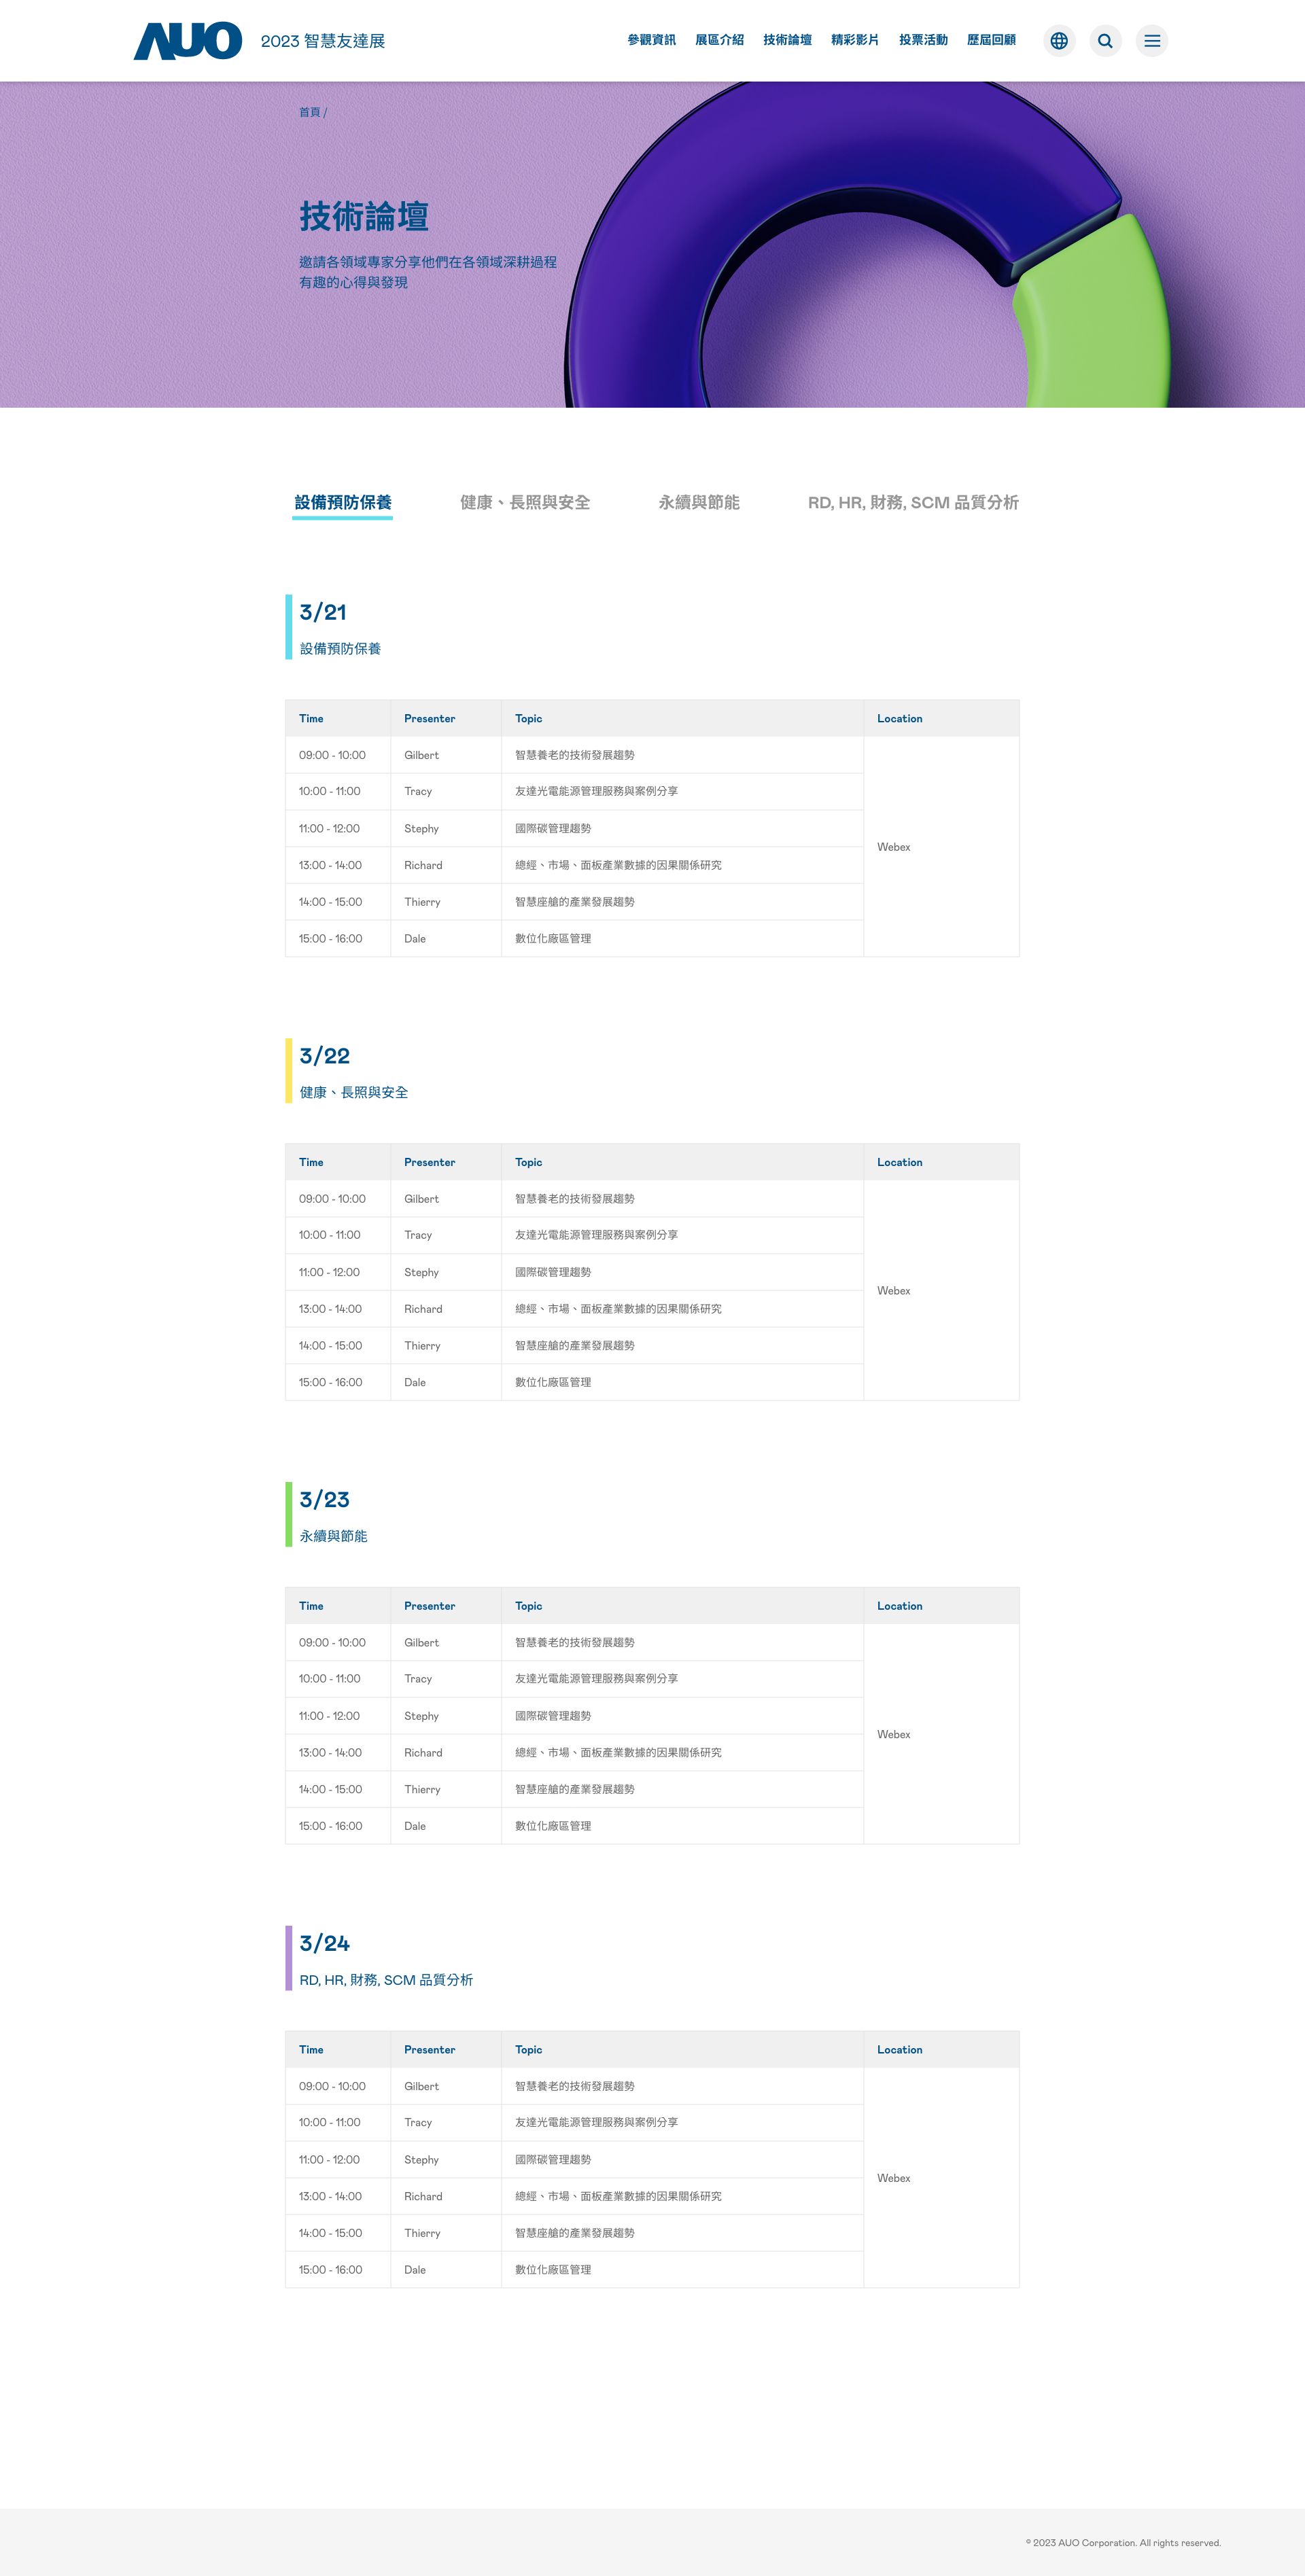 AUO
2023 智慧友達展
參觀資訊 展區介紹 技術論壇 精彩影片 投票活動 歷屆回顧
首頁 /
技術論壇
邀請各領域專家分享他們在各領域深耕過程
有趣的心得與發現
設備預防保養 健康、長照與安全 永續與節能 RD, HR, 財務, SCM 品質分析
3/21
設備預防保養
Time Presenter Topic Location
09:00 - 10:00 Gilbert 智慧養老的技術發展趨勢
10:00 - 11:00 Tracy 友達光電能源管理服務與案例分享
11:00 - 12:00 Stephy 國際碳管理趨勢
Webex
13:00 - 14:00 Richard 總經、市場、面板產業數據的因果關係研究
14:00 - 15:00 Thierry 智慧座艙的產業發展趨勢
15:00 - 16:00 Dale 數位化廠區管理
3/22
健康、長照與安全
Time Presenter Topic Location
09:00 - 10:00 Gilbert 智慧養老的技術發展趨勢
10:00 - 11:00 Tracy 友達光電能源管理服務與案例分享
11:00 - 12:00 Stephy 國際碳管理趨勢
Webex
13:00 - 14:00 Richard 總經、市場、面板產業數據的因果關係研究
14:00 - 15:00 Thierry 智慧座艙的產業發展趨勢
15:00 - 16:00 Dale 數位化廠區管理
3/23
永續與節能
Time Presenter Topic Location
09:00 - 10:00 Gilbert 智慧養老的技術發展趨勢
10:00 - 11:00 Tracy 友達光電能源管理服務與案例分享
11:00 - 12:00 Stephy 國際碳管理趨勢
Webex
13:00 - 14:00 Richard 總經、市場、面板產業數據的因果關係研究
14:00 - 15:00 Thierry 智慧座艙的產業發展趨勢
15:00 - 16:00 Dale 數位化廠區管理
3/24
RD, HR, 財務, SCM 品質分析
Time Presenter Topic Location
09:00 - 10:00 Gilbert 智慧養老的技術發展趨勢
10:00 - 11:00 Tracy 友達光電能源管理服務與案例分享
11:00 - 12:00 Stephy 國際碳管理趨勢
Webex
13:00 - 14:00 Richard 總經、市場、面板產業數據的因果關係研究
14:00 - 15:00 Thierry 智慧座艙的產業發展趨勢
15:00 - 16:00 Dale 數位化廠區管理
© 2023 AUO Corporation. All rights reserved.